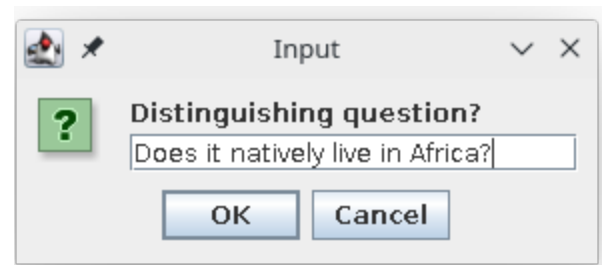 Input
Distinguishing question?
Does it natively live in Africa?
OK Cancel